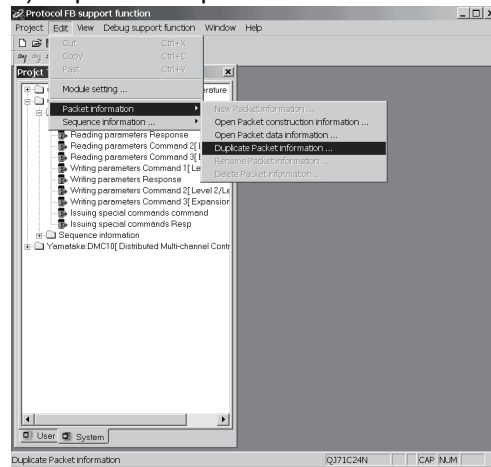 Protocol FB support function
Project Edit View Debug support function Window Help
Cut Ctrl+X
Copy Ctrl+C
Past Ctrl+V
Module setting ...
Packet information
Sequence information ...
New Packet information ...
Open Packet construction information ...
Open Packet data information ...
Duplicate Packet information ...
Rename Packet information ...
Delete Packet information ...
Projct
erature
Reading parameters Response
Reading parameters Command 2[
Reading parameters Command 3[
Writing parameters Command 1[ Le
Writing parameters Response
Writing parameters Command 2[ Level 2/Le
Writing parameters Command 3[ Expansior
Issuing special commands command
Issuing special commands Resp
Sequence information
Yamatake:DMC10[ Distributed Multi-channel Contr
User System
Duplicate Packet information QJ71C24N CAP NUM